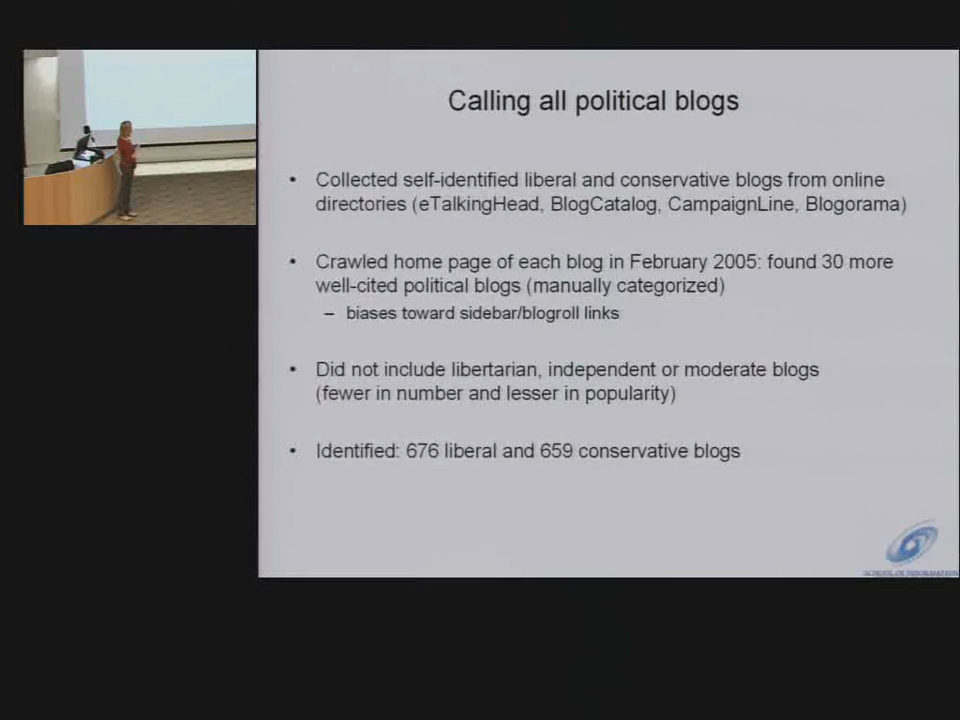 Calling all political blogs
• Collected self-identified liberal and conservative blogs from online
directories (eTalkingHead, BlogCatalog, CampaignLine, Blogorama)
• Crawled home page of each blog in February 2005: found 30 more
well-cited political blogs (manually categorized)
– biases toward sidebar/blogroll links
• Did not include libertarian, independent or moderate blogs
(fewer in number and lesser in popularity)
• Identified: 676 liberal and 659 conservative blogs
SCHOOL OF INFORMATION